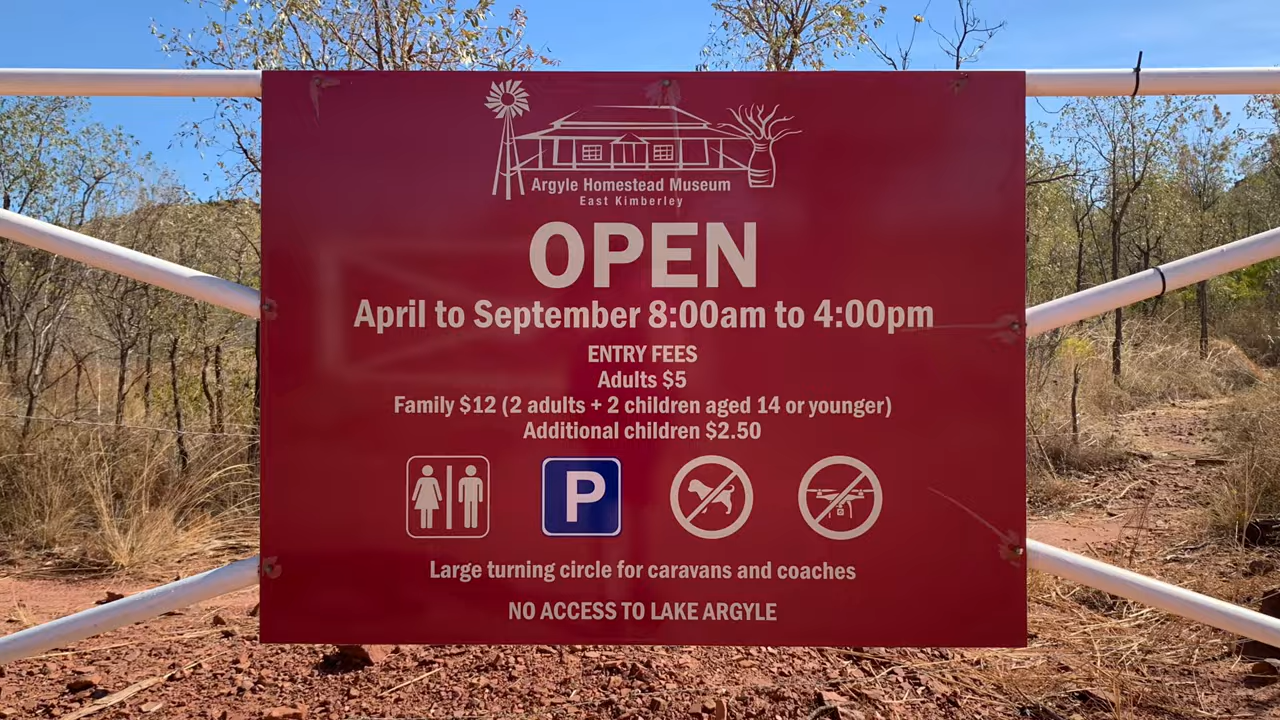 Argyle Homestead Museum
East Kimberley
OPEN
April to September 8:00am to 4:00pm
ENTRY FEES
Adults $5
Family $12 (2 adults + 2 children aged 14 or younger)
Additional children $2.50
P
Large turning circle for caravans and coaches
NO ACCESS TO LAKE ARGYLE